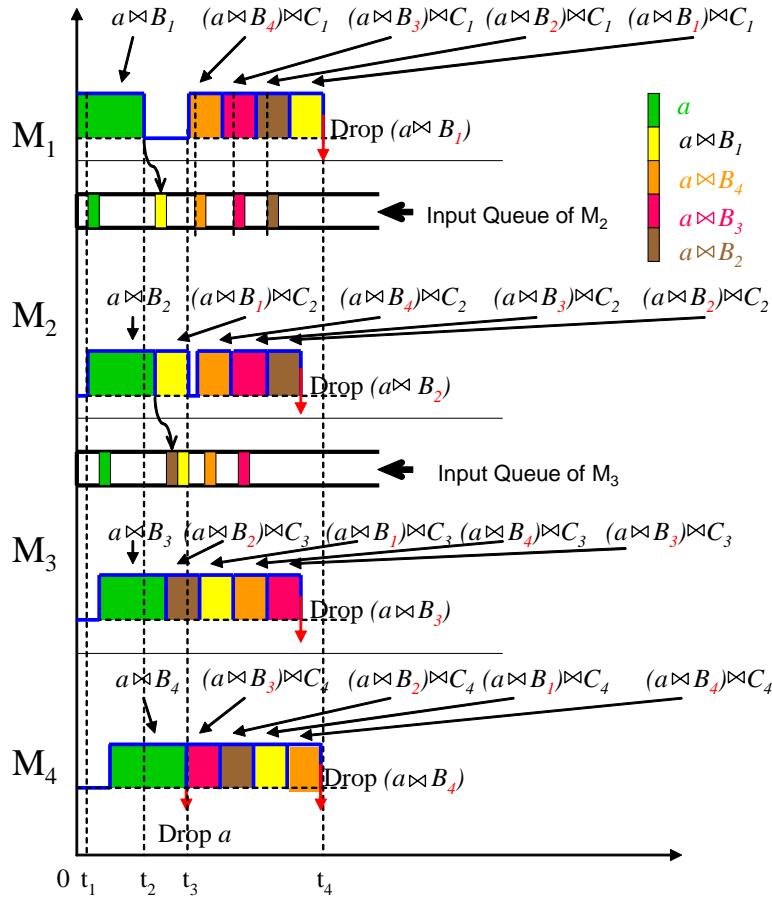 a⋈B₁ (a⋈B₄)⋈C₁ (a⋈B₃)⋈C₁ (a⋈B₂)⋈C₁ (a⋈B₁)⋈C₁
M₁
Drop (a⋈ B₁)
a
a⋈B₁
a⋈B₄
a⋈B₃
a⋈B₂
Input Queue of M₂
M₂
a⋈B₂ (a⋈B₁)⋈C₂ (a⋈B₄)⋈C₂ (a⋈B₃)⋈C₂ (a⋈B₂)⋈C₂
Drop (a⋈ B₂)
Input Queue of M₃
M₃
a⋈B₃ (a⋈B₂)⋈C₃ (a⋈B₁)⋈C₃ (a⋈B₄)⋈C₃ (a⋈B₃)⋈C₃
Drop (a⋈B₃)
a⋈B₄ (a⋈B₃)⋈C₄ (a⋈B₂)⋈C₄ (a⋈B₁)⋈C₄ (a⋈B₄)⋈C₄
M₄
Drop (a⋈B₄)
Drop a
0 t₁ t₂ t₃ t₄